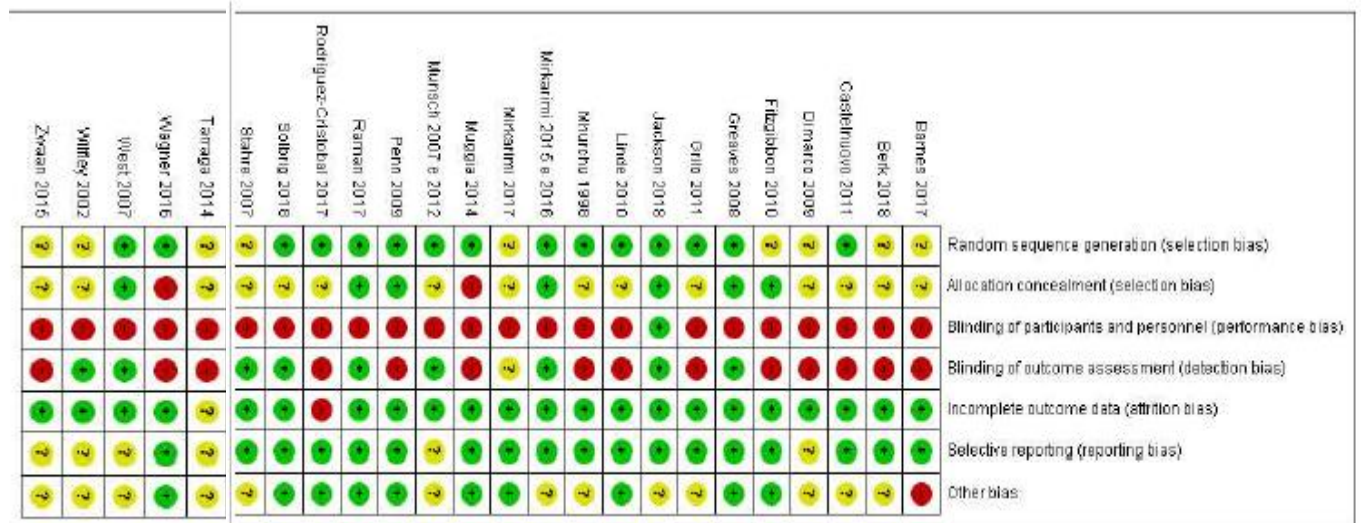 Barnes 2017
Berk 2018
Castelnuovo 2011
Dimarco 2009
Fitzgibbon 2010
Greaves 2008
Grilo 2011
Jackson 2018
Linde 2010
Mhurchu 1998
Mirkarimi 2015 e 2016
Mirkarimi 2017
Muggia 2014
Munsch 2007 e 2012
Penn 2009
Raman 2017
Rodriguez-Cristobal 2017
Solbrig 2018
Stahre 2007
Tarraga 2014
Wagner 2016
West 2007
Wilfley 2002
Zwaan 2015
Random sequence generation (selection bias)
Allocation concealment (selection bias)
Blinding of participants and personnel (performance bias)
Blinding of outcome assessment (detection bias)
Incomplete outcome data (attrition bias)
Selective reporting (reporting bias)
Other bias